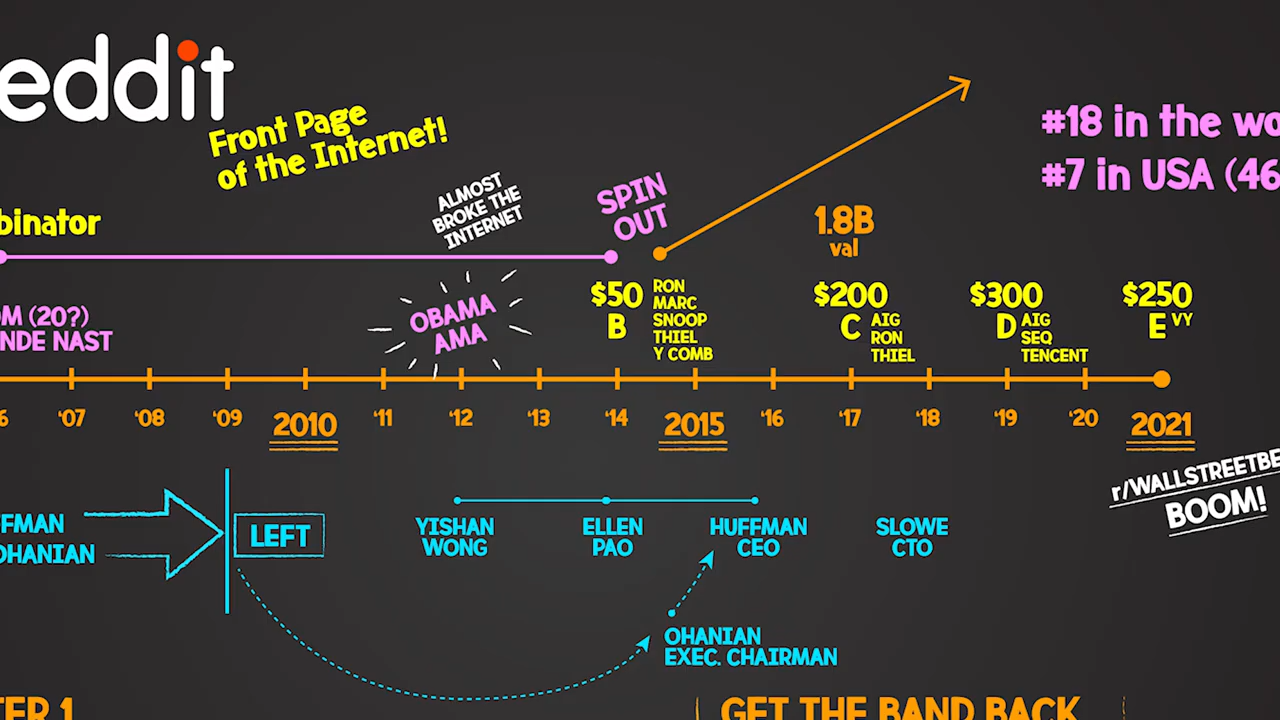 eddit
Front Page
of the Internet!
#18 in the wo
#7 in USA (46
binator
ALMOST
BROKE THE
INTERNET
SPIN
OUT
1.8B
val
OM (20?)
NDE NAST
OBAMA
AMA
$50
B
RON
MARC
SNOOP
THIEL
Y COMB
$200
C
AIG
RON
THIEL
$300
D
AIG
SEQ
TENCENT
$250
E VY
6 '07 '08 '09 2010 '11 '12 '13 '14 2015 '16 '17 '18 '19 '20 2021
r/WALLSTREETBE
BOOM!
FFMAN
OHANIAN
LEFT
YISHAN
WONG
ELLEN
PAO
HUFFMAN
CEO
SLOWE
CTO
OHANIAN
EXEC. CHAIRMAN
TER 1
GET THE BAND BACK